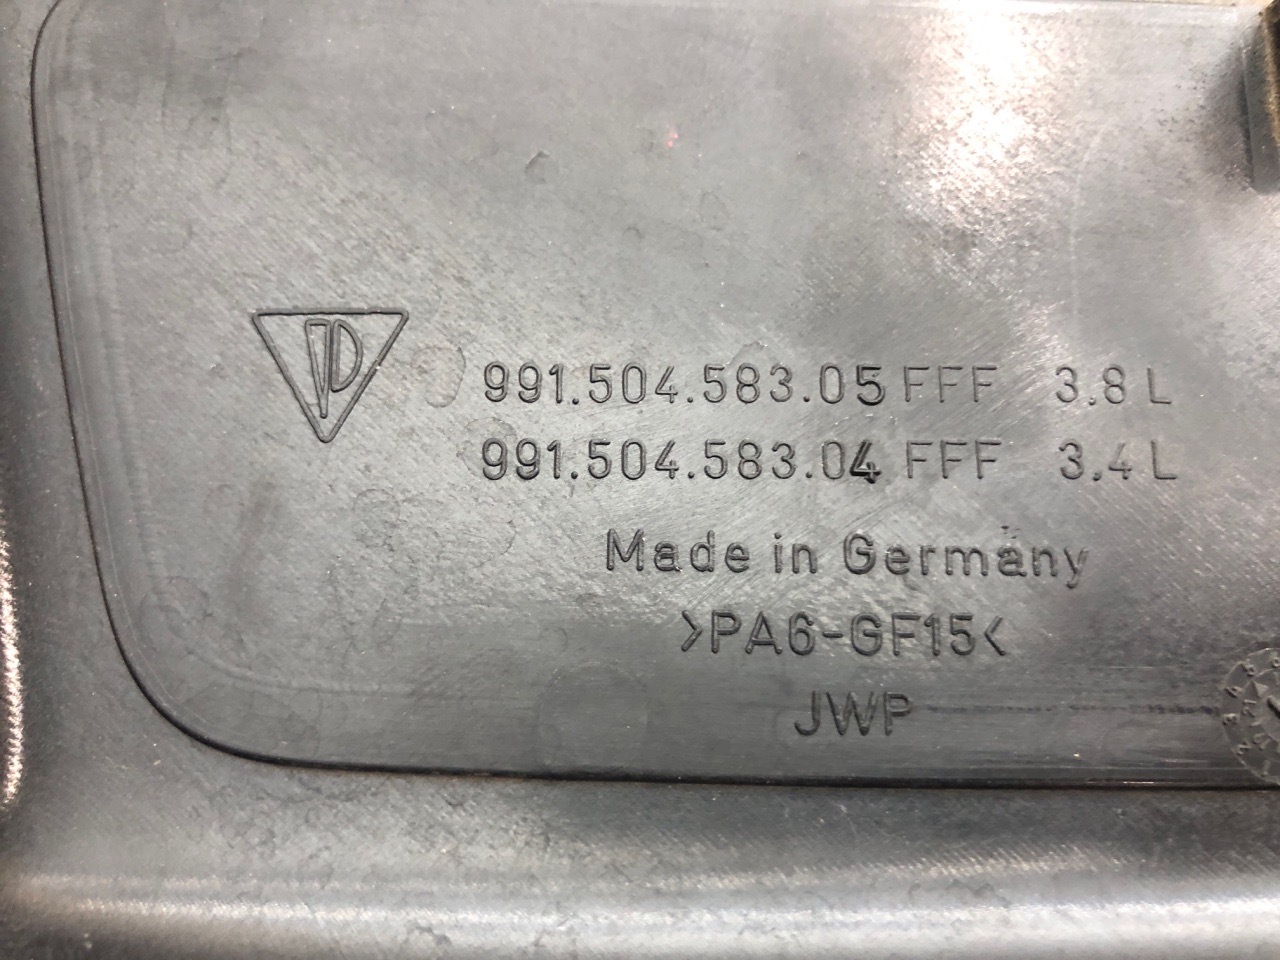 991.504.583.05 FFF 3.8 L
991.504.583.04 FFF 3.4 L
Made in Germany
>PA6-GF15<
JWP